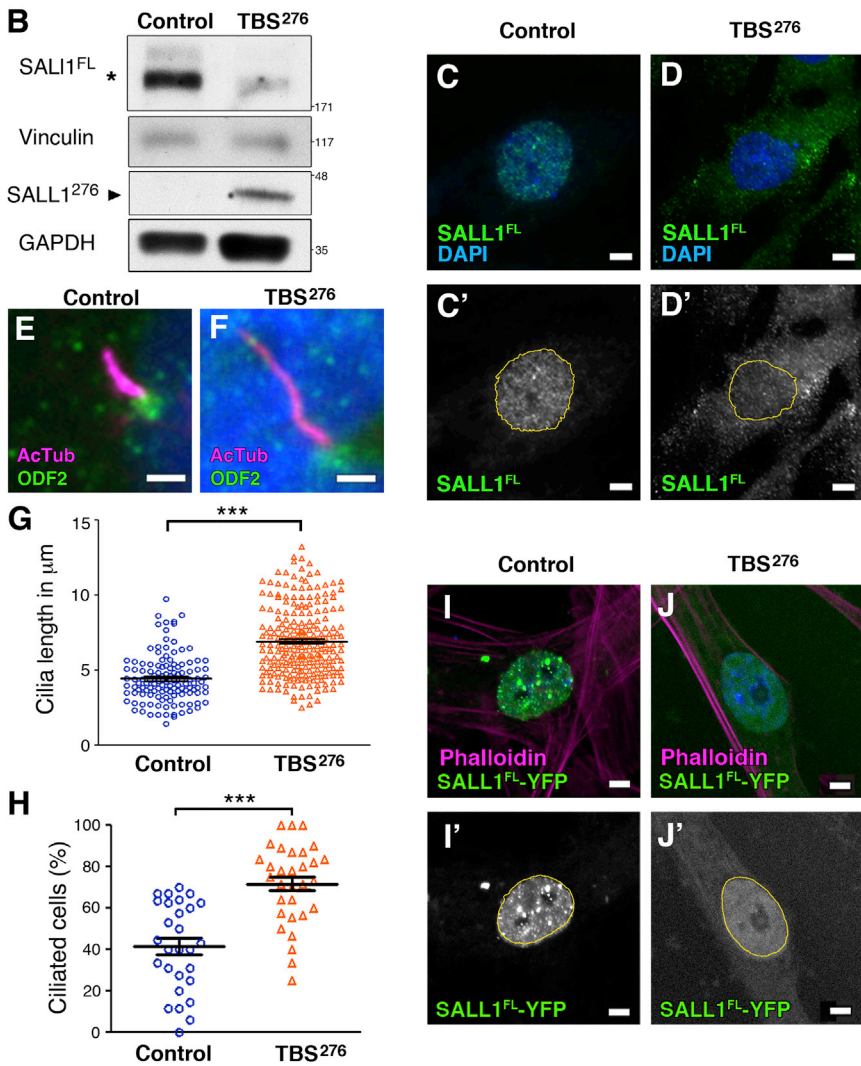 B
Control TBS276
SALl1FL *
171
Vinculin
117
48
SALL1276
GAPDH
35
Control TBS276
C
SALL1FL
DAPI
D
SALL1FL
DAPI
C'
SALL1FL
D'
SALL1FL
Control TBS276
E
AcTub
ODF2
F
AcTub
ODF2
G
***
Cilia length in μm
15
10
5
0
Control TBS276
H
***
Ciliated cells (%)
100
80
60
40
20
0
Control TBS276
Control TBS276
I
Phalloidin
SALL1FL-YFP
J
Phalloidin
SALL1FL-YFP
I'
SALL1FL-YFP
J'
SALL1FL-YFP